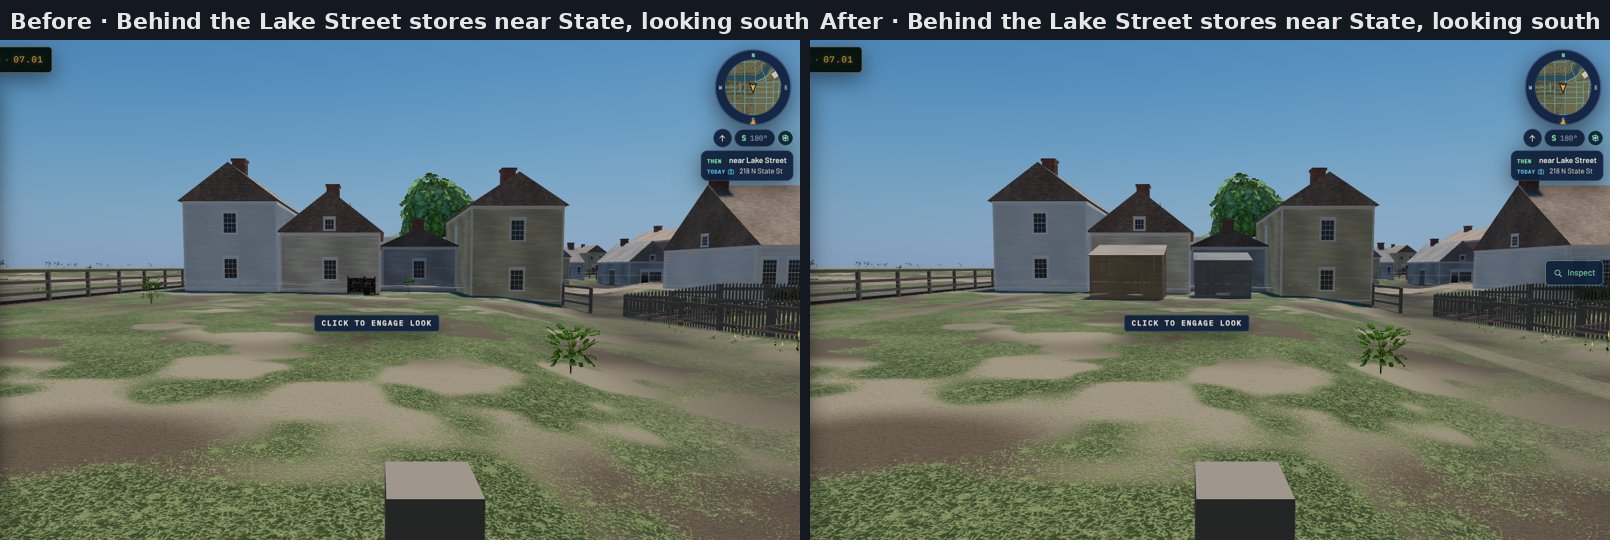 Before · Behind the Lake Street stores near State, looking south
· 07.01
N
W
E
S 180°
THEN near Lake Street
TODAY 218 N State St
CLICK TO ENGAGE LOOK
After · Behind the Lake Street stores near State, looking south
· 07.01
N
W
E
S 180°
THEN near Lake Street
TODAY 218 N State St
Inspect
CLICK TO ENGAGE LOOK